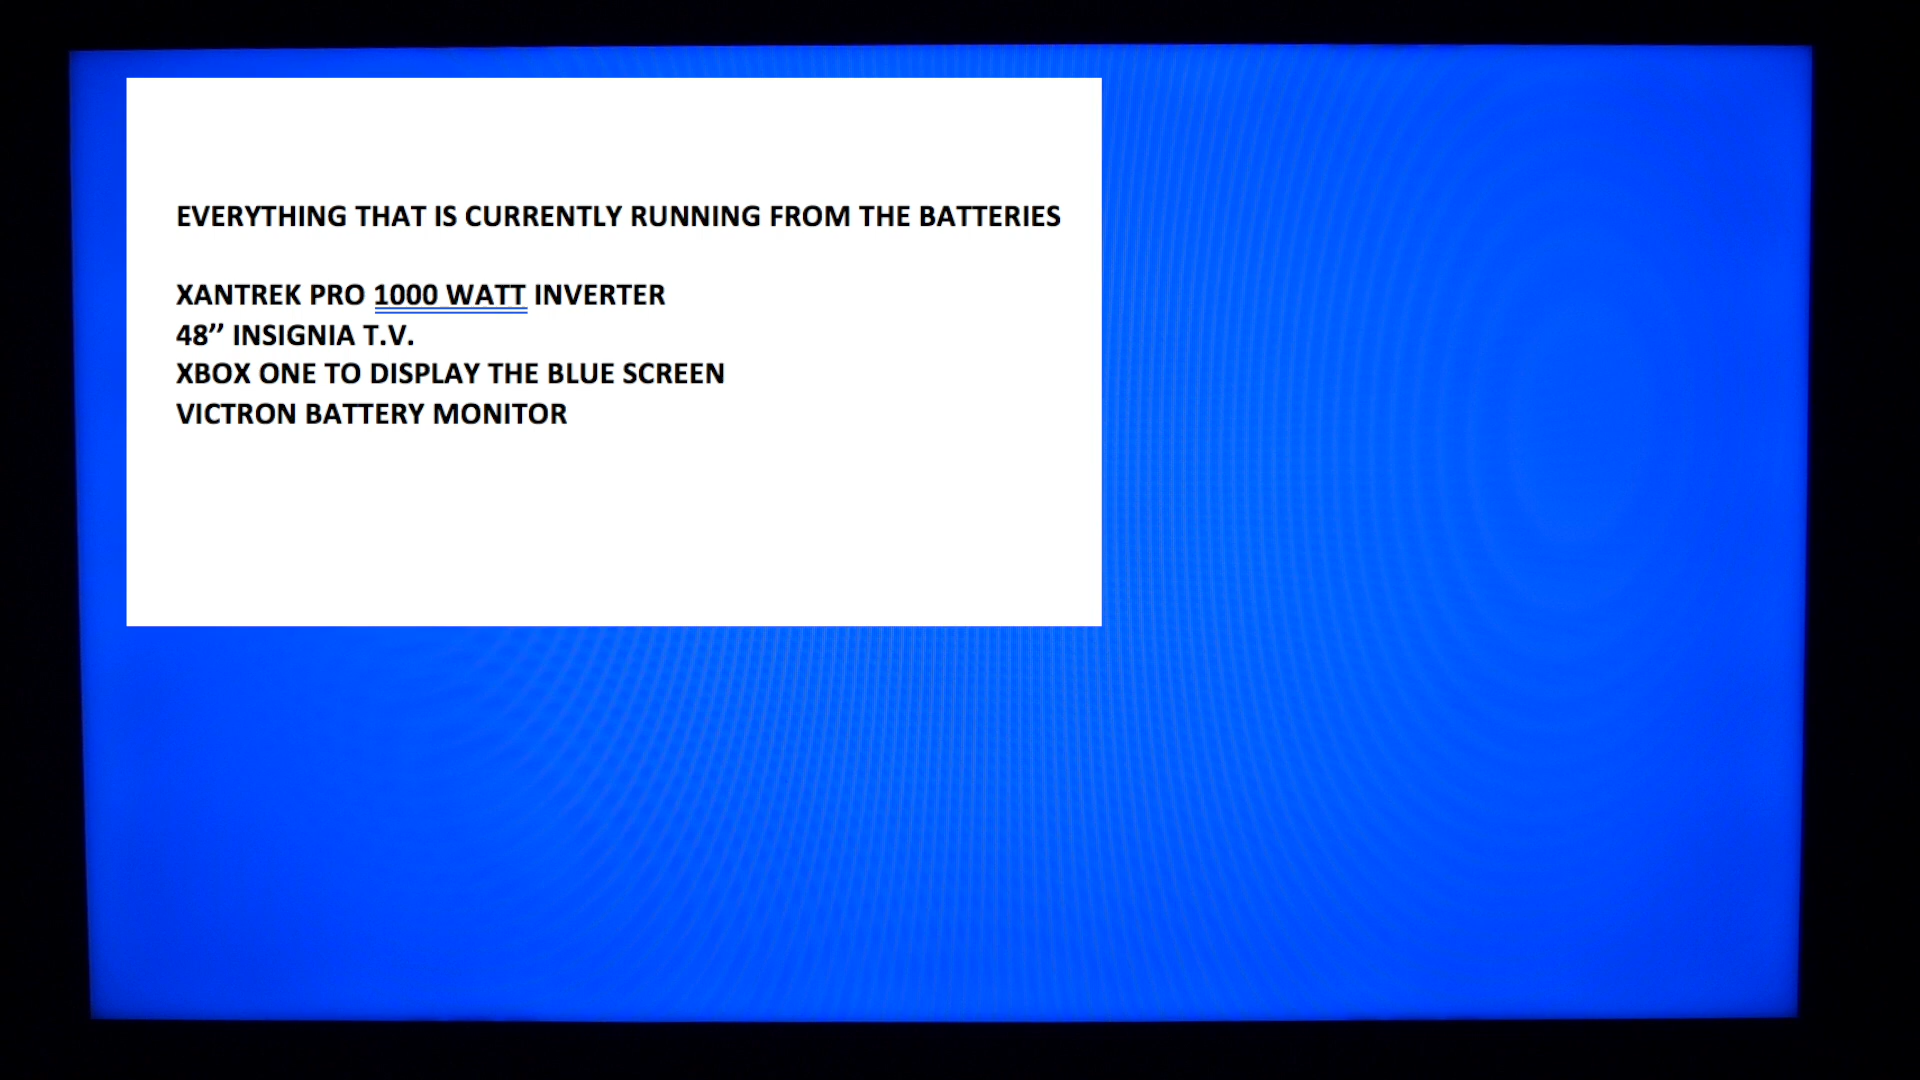 EVERYTHING THAT IS CURRENTLY RUNNING FROM THE BATTERIES
XANTREK PRO 1000 WATT INVERTER
48’’ INSIGNIA T.V.
XBOX ONE TO DISPLAY THE BLUE SCREEN
VICTRON BATTERY MONITOR